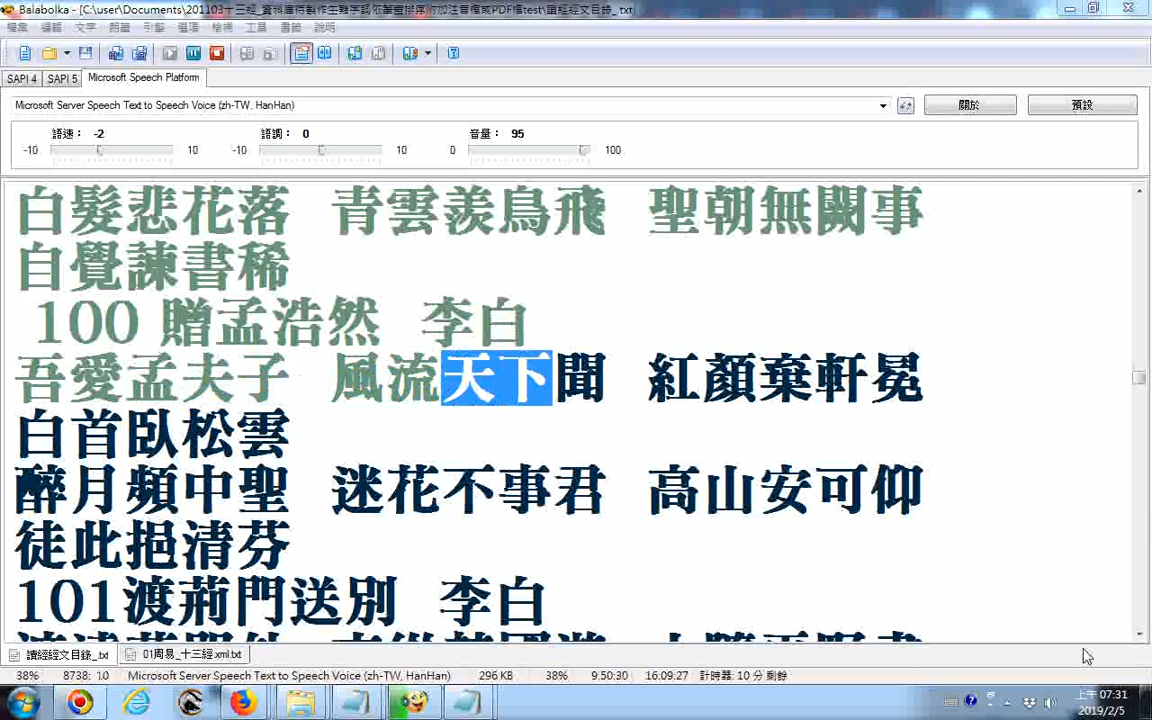 Balabolka - [C:\user\Documents\201103十三經_資料庫待製作生難字詞依筆畫排序附加注音檔或PDF檔test\讀經經文目錄_.txt]
檔案 編輯 文字 朗讀 引擎 選項 檢視 工具 書籤 說明
SAPI 4 SAPI 5 Microsoft Speech Platform
Microsoft Server Speech Text to Speech Voice (zh-TW, HanHan) 關於 預設
語速： -2 語調： 0 音量： 95
-10 10 -10 10 0 100
白髮悲花落 青雲羨鳥飛 聖朝無闕事
自覺諫書稀
100 贈孟浩然 李白
吾愛孟夫子 風流天下聞 紅顏棄軒冕
白首臥松雲
醉月頻中聖 迷花不事君 高山安可仰
徒此挹清芬
101渡荊門送別 李白
讀經經文目錄_.txt 01周易_十三經.xml.txt
38% 8738: 10 Microsoft Server Speech Text to Speech Voice (zh-TW, HanHan) 296 KB 38% 9:50:30 16:09:27 計時器: 10 分 剩餘
上午 07:31
2019/2/5